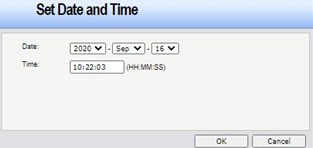 Set Date and Time
Date: 2020 - Sep - 16
Time: 10:22:03 (HH:MM:SS)
OK Cancel